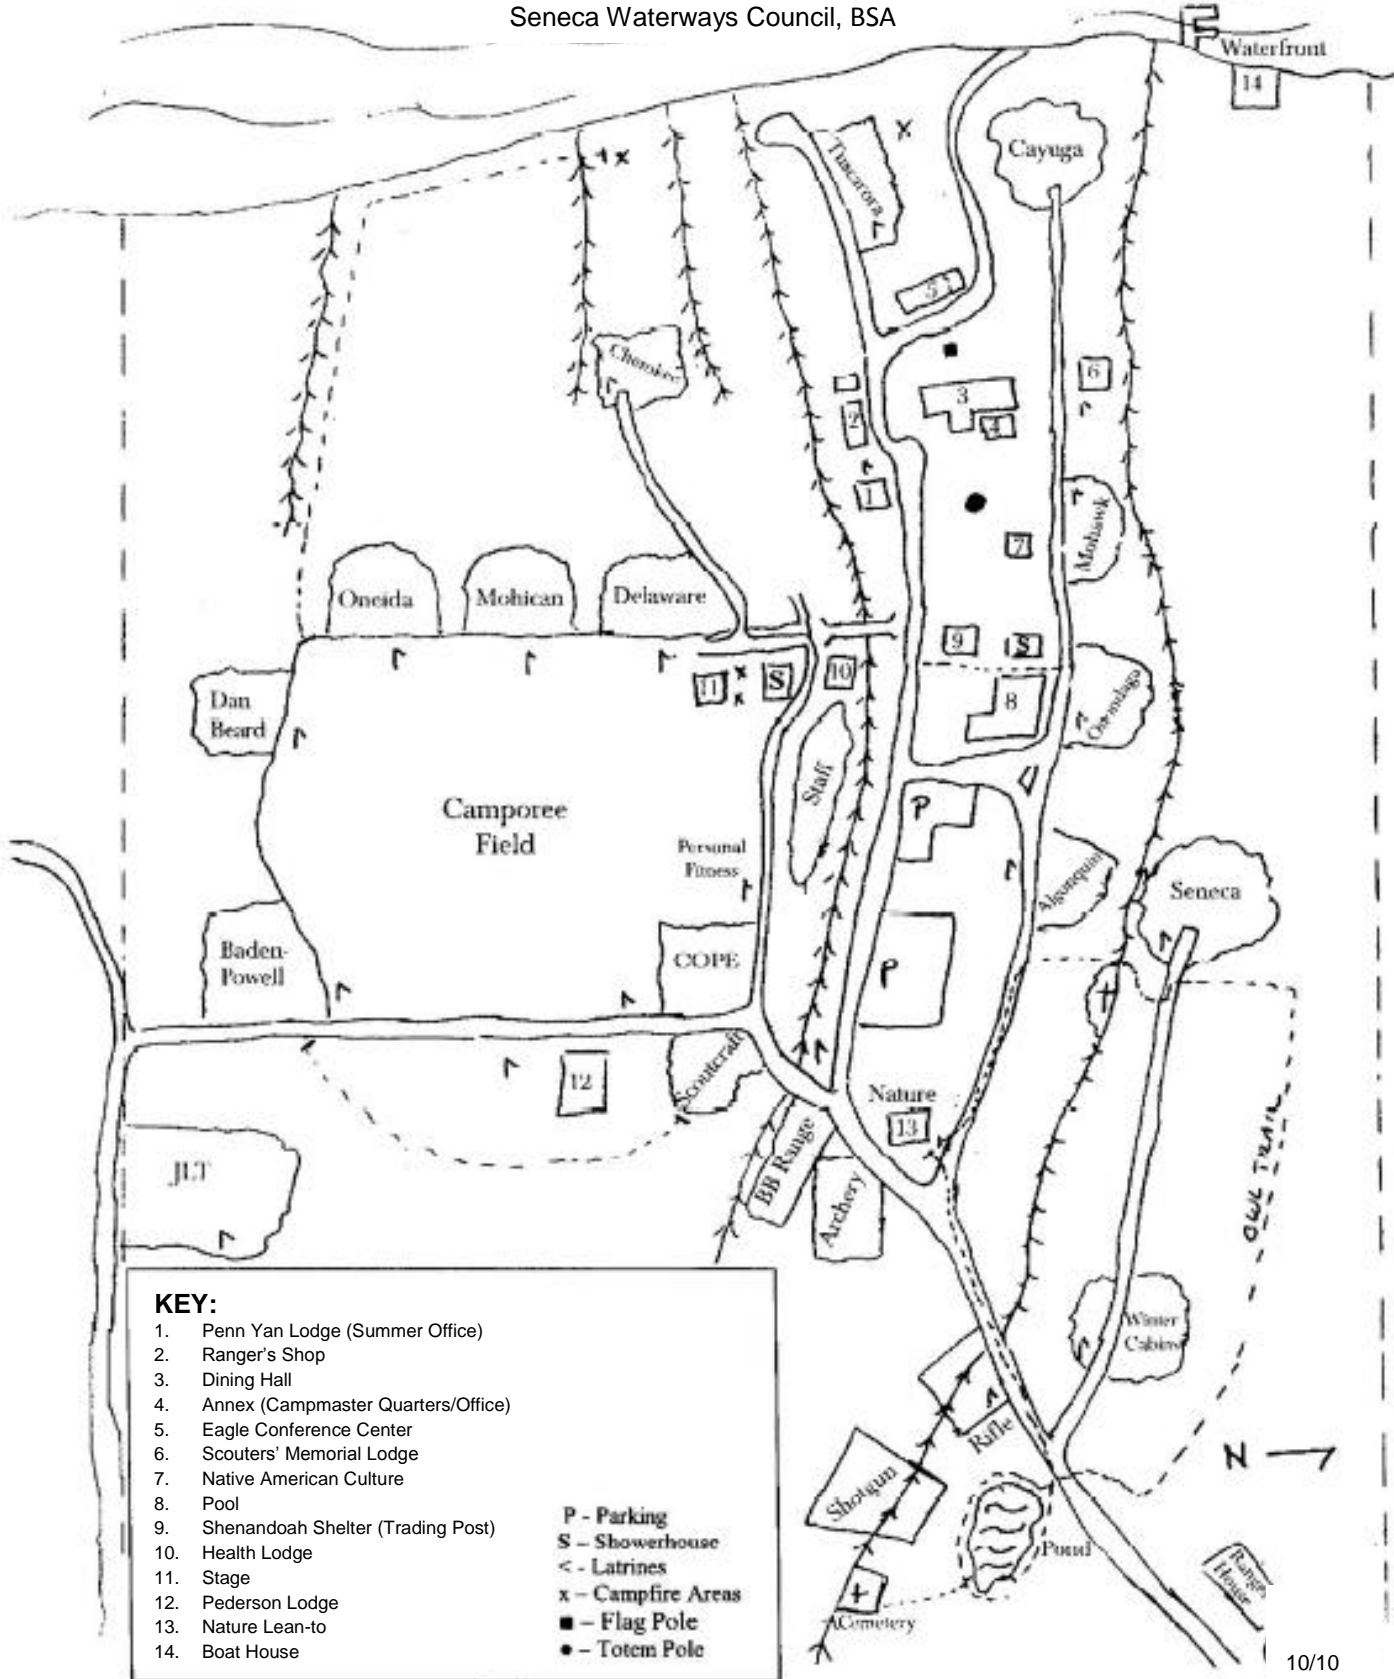 Seneca Waterways Council, BSA
Waterfront
14
Cayuga
Tuscarora
x
x
5
Cherokee
6
3
2
4
1
7
Mohawk
Oneida
Mohican
Delaware
9
S
11
x
x
S
10
8
Onondaga
Dan
Beard
Staff
Camporee
Field
P
Personal
Fitness
Algonquin
Seneca
Baden-
Powell
COPE
P
Scoutcraft
12
Nature
13
BB Range
Archery
JLT
OWL TRAIL
Winter
Cabins
Rifle
Shotgun
N
Pond
Cemetery
House
KEY:
1. Penn Yan Lodge (Summer Office)
2. Ranger's Shop
3. Dining Hall
4. Annex (Campmaster Quarters/Office)
5. Eagle Conference Center
6. Scouters' Memorial Lodge
7. Native American Culture
8. Pool
9. Shenandoah Shelter (Trading Post)
10. Health Lodge
11. Stage
12. Pederson Lodge
13. Nature Lean-to
14. Boat House
P - Parking
S – Showerhouse
< - Latrines
x – Campfire Areas
■ – Flag Pole
● – Totem Pole
10/10